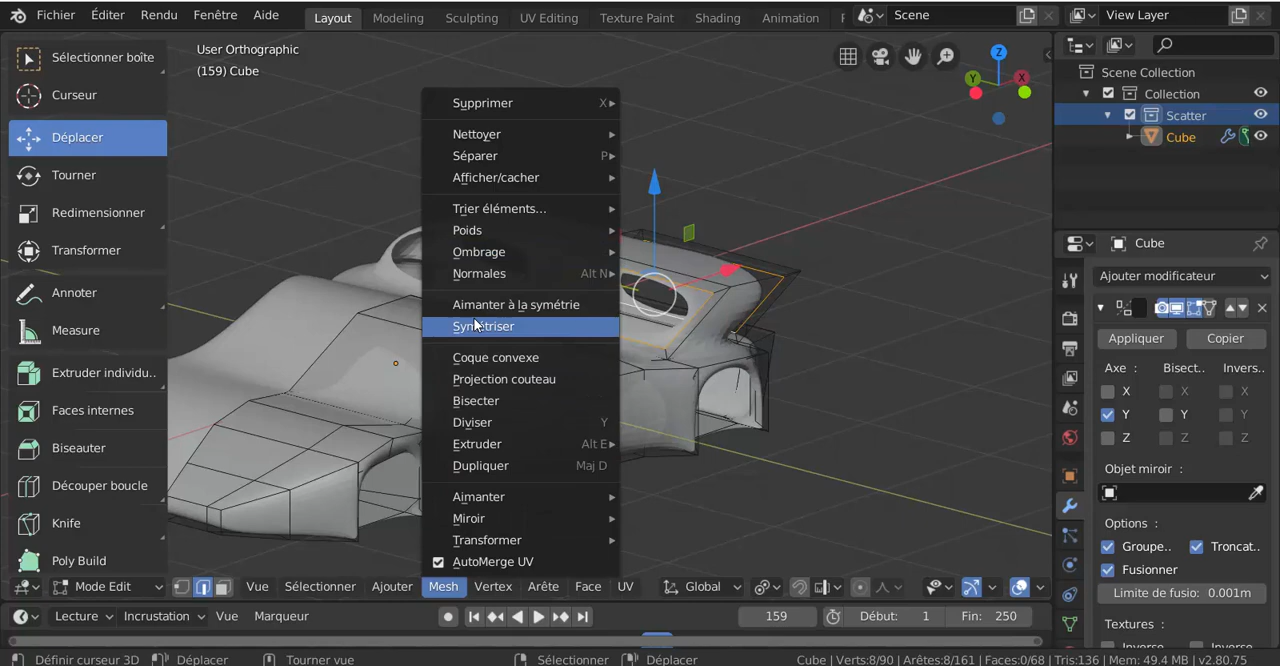 Fichier Éditer Rendu Fenêtre Aide Layout Modeling Sculpting UV Editing Texture Paint Shading Animation Scene View Layer
Sélectionner boîte
Curseur
Déplacer
Tourner
Redimensionner
Transformer
Annoter
Measure
Extruder individu..
Faces internes
Biseauter
Découper boucle
Knife
Poly Build
User Orthographic
(159) Cube
Z
Y
X
Supprimer X
Nettoyer
Séparer P
Afficher/cacher
Trier éléments...
Poids
Ombrage
Normales Alt N
Aimanter à la symétrie
Symétriser
Coque convexe
Projection couteau
Bisecter
Diviser Y
Extruder Alt E
Dupliquer Maj D
Aimanter
Miroir
Transformer
AutoMerge UV
Mode Edit Vue Sélectionner Ajouter Mesh Vertex Arête Face UV Global
Lecture Incrustation Vue Marqueur 159 Début: 1 Fin: 250
Définir curseur 3D Déplacer Tourner vue Sélectionner Déplacer Cube | Verts:8/90 | Arêtes:8/161 | Faces:0/68 | Tris:136 | Mem: 49.4 MB | v2.80.75
Scene Collection
Collection
Scatter
Cube
Cube
Ajouter modificateur
Appliquer Copier
Axe : Bisect.. Invers..
X X X
Y Y Y
Z Z Z
Objet miroir :
Options :
Groupe.. Troncat..
Fusionner
Limite de fusio: 0.001m
Textures :